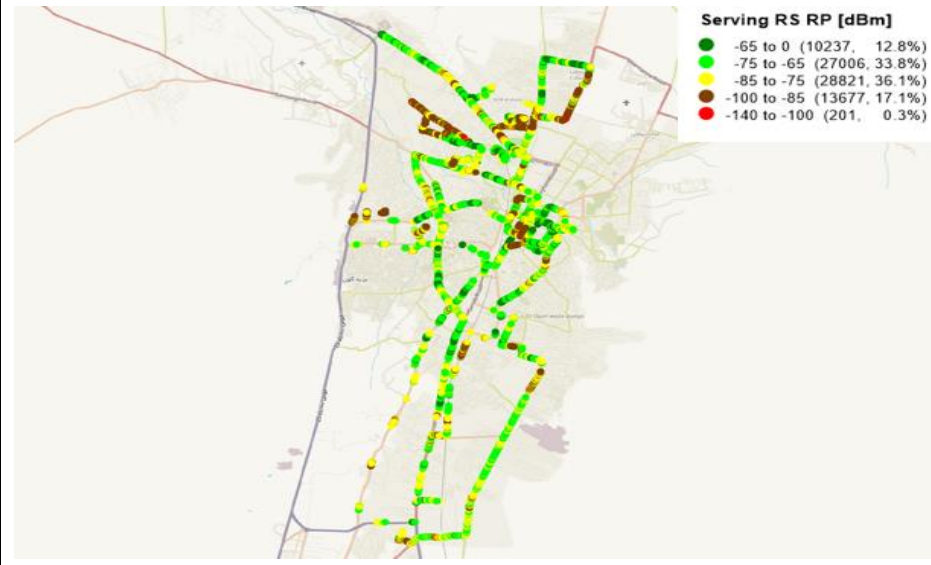 Serving RS RP [dBm]
-65 to 0 (10237, 12.8%)
-75 to -65 (27006, 33.8%)
-85 to -75 (28821, 36.1%)
-100 to -85 (13677, 17.1%)
-140 to -100 (201, 0.3%)